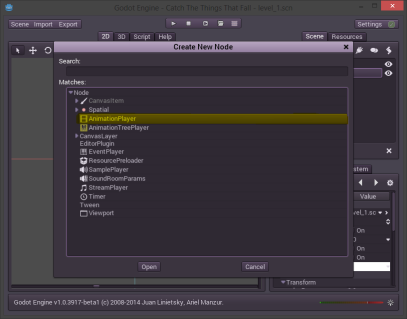 Godot Engine - Catch The Things That Fall - level_1.scn
Scene Import Export
Settings
2D 3D Script Help
Scene Resources
Create New Node
Search:
Matches:
Node
CanvasItem
Spatial
AnimationPlayer
AnimationTreePlayer
CanvasLayer
EditorPlugin
EventPlayer
ResourcePreloader
SamplePlayer
SoundRoomParams
StreamPlayer
Timer
Tween
Viewport
Open Cancel
stem
Value
vel_1.sc
On
On
On
Transform
Godot Engine v1.0.3917-beta1 (c) 2008-2014 Juan Linietsky, Ariel Manzur.